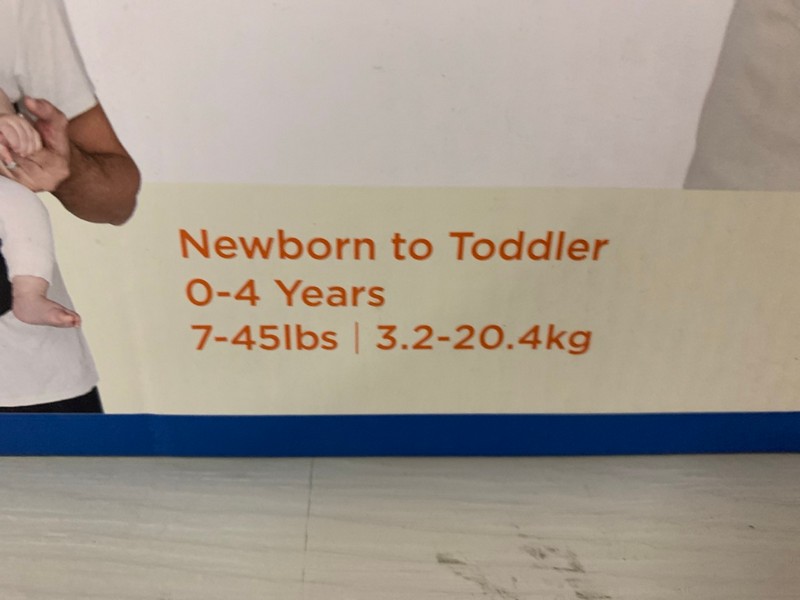 Newborn to Toddler
0-4 Years
7-45lbs | 3.2-20.4kg